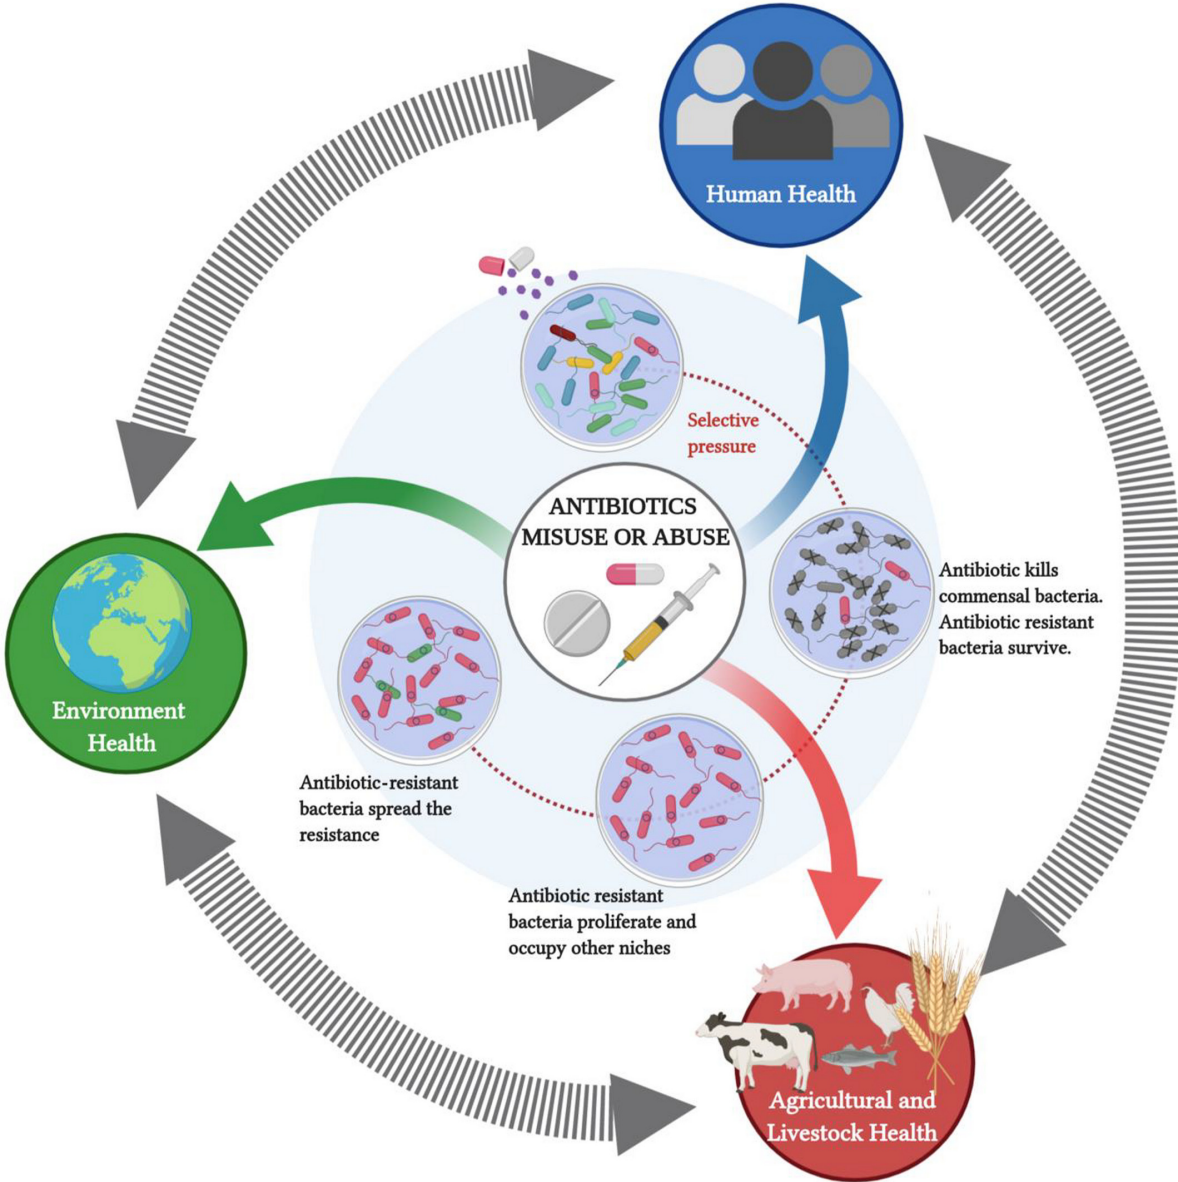 Human Health
Selective
pressure
ANTIBIOTICS
MISUSE OR ABUSE
Antibiotic kills
commensal bacteria.
Antibiotic resistant
bacteria survive.
Environment
Health
Antibiotic-resistant
bacteria spread the
resistance
Antibiotic resistant
bacteria proliferate and
occupy other niches
Agricultural and
Livestock Health